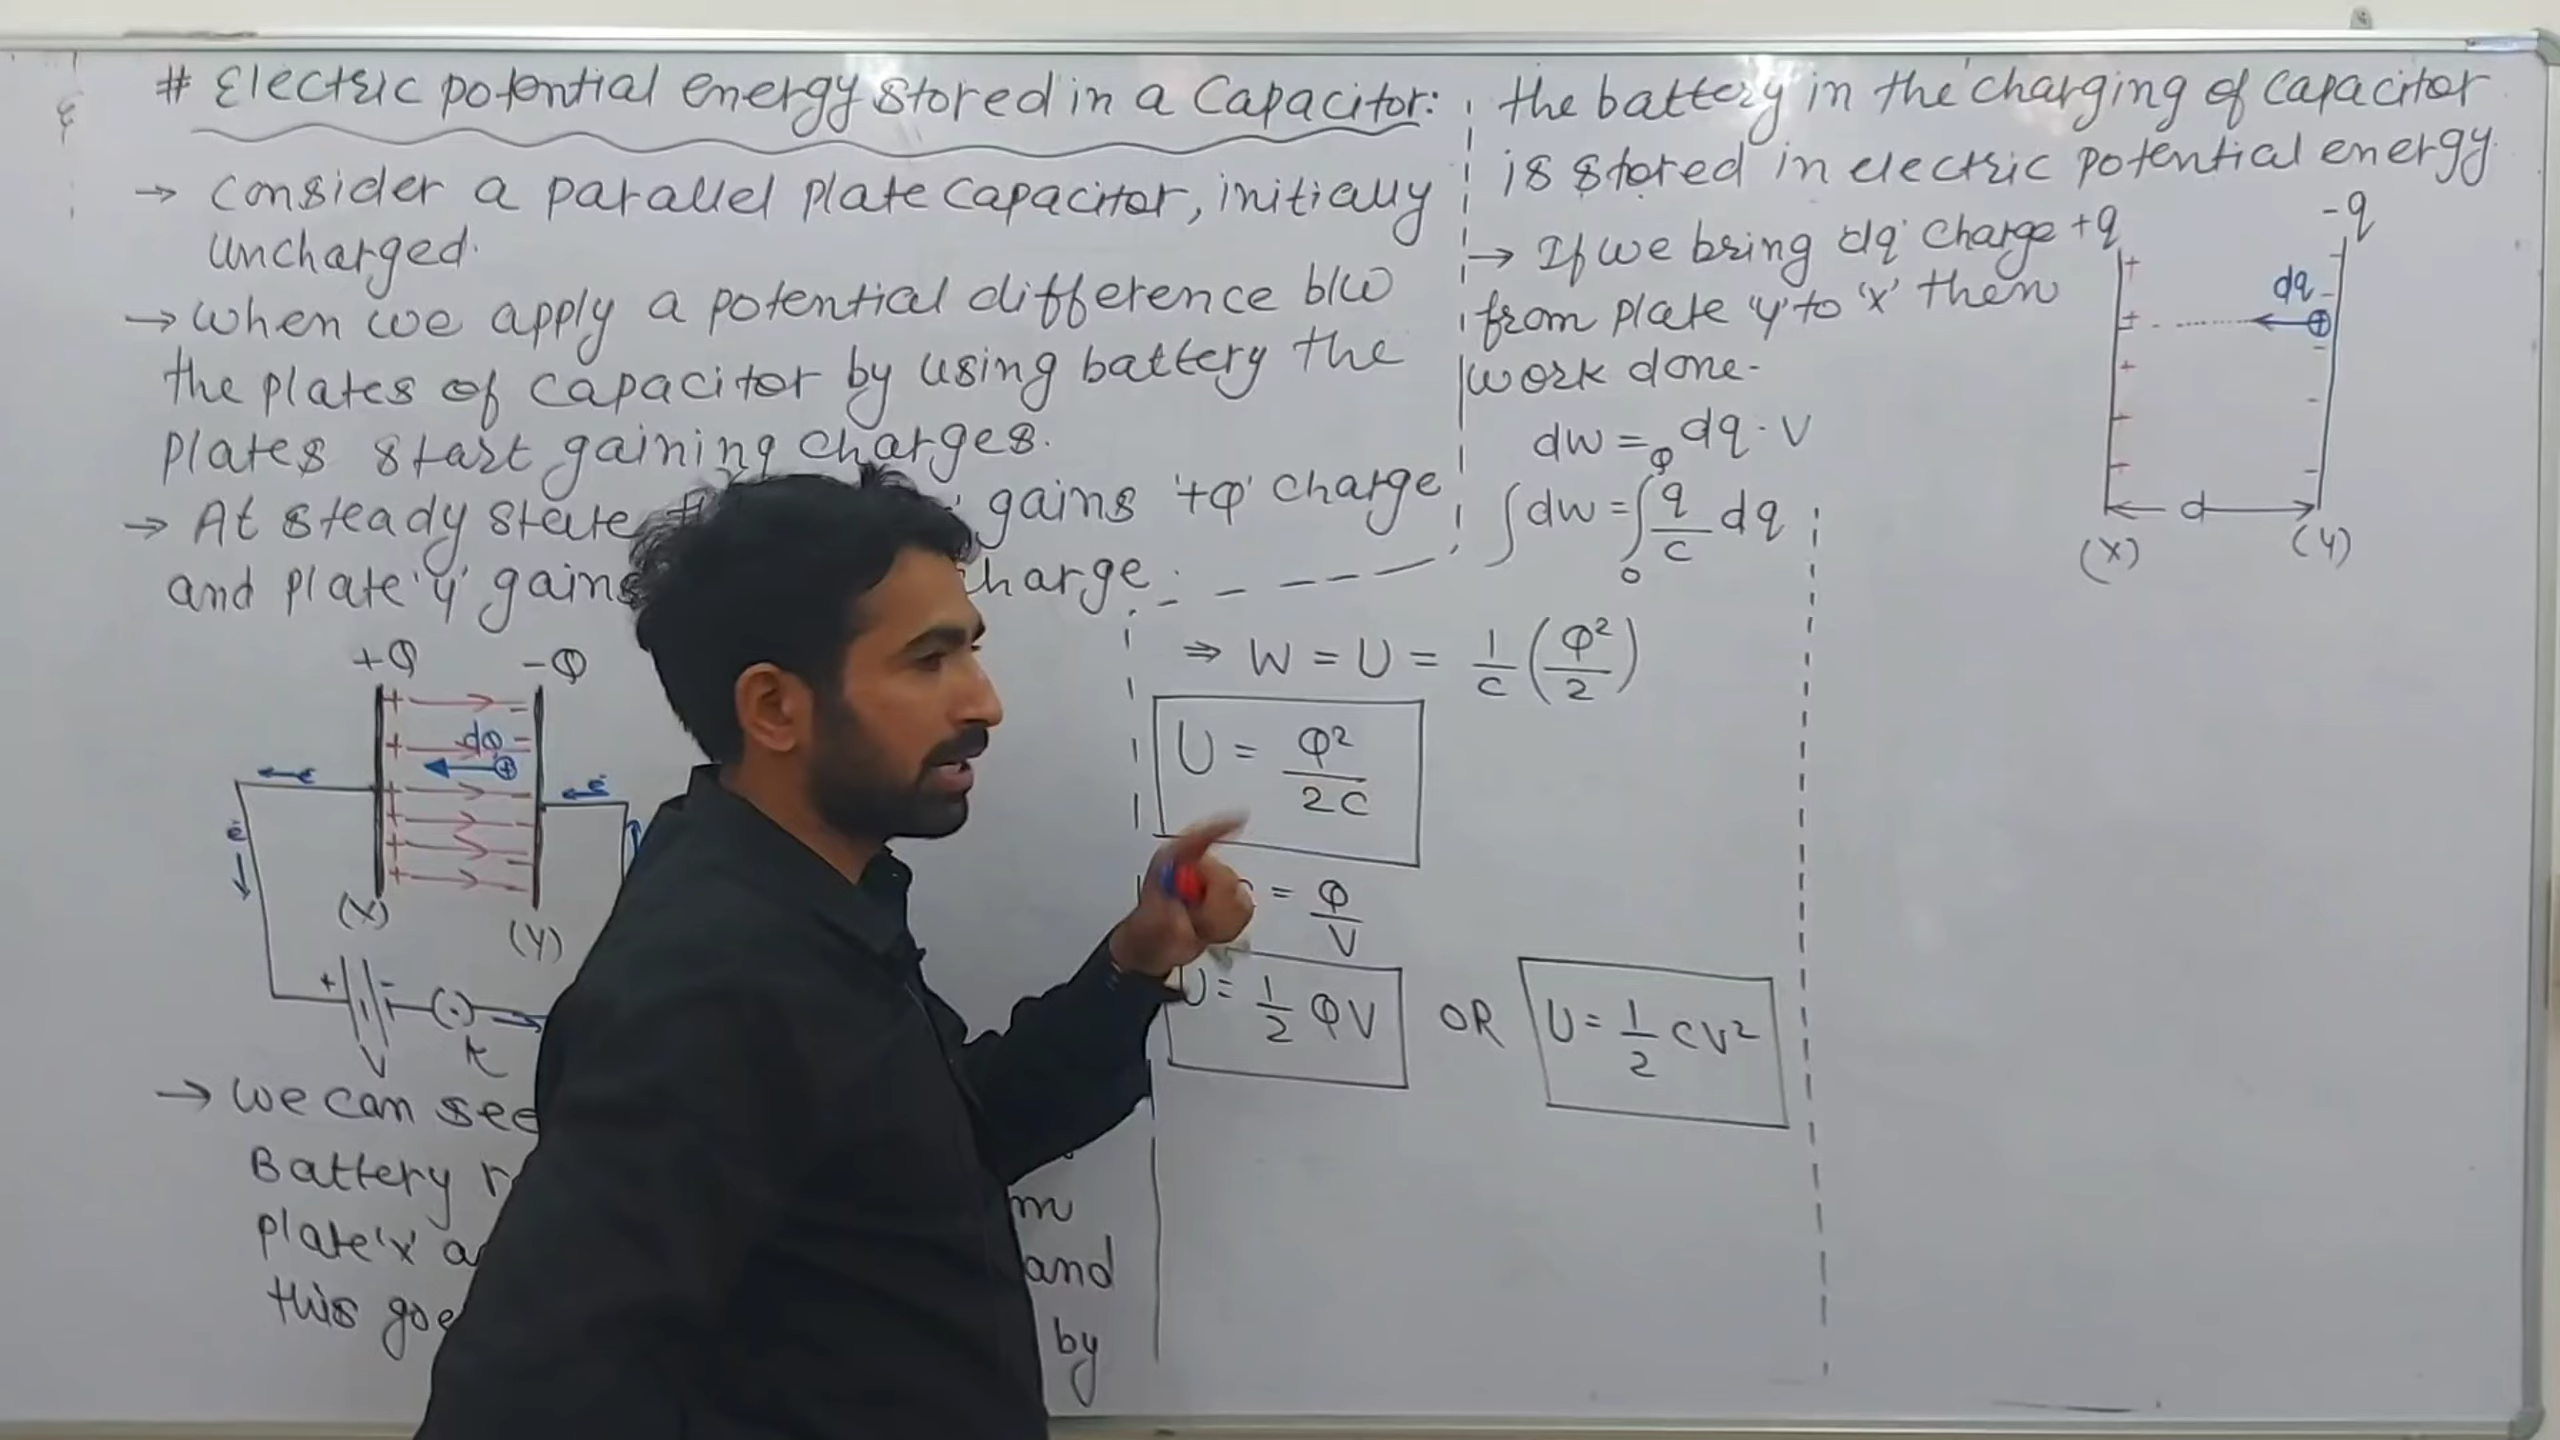 # Electric potential energy stored in a Capacitor:
→ Consider a parallel plate capacitor, initially
uncharged.
→ When we apply a potential difference b/w
the plates of capacitor by using battery the
plates start gaining charges.
→ At steady state gains '+Q' charge
and plate 'y' gains charge.
+Q -Q
dQ
e e
e
(X)
(Y)
+ -
V K
→ We can see
Battery
plate 'x'
this and
by
the battery in the charging of capacitor
is stored in electric potential energy.
→ If we bring dq charge
from plate 'y' to 'x' then
work done-
dw = dq · V
∫dw = ∫₀^Q q/C dq
⇒ W = U = 1/C (Q²/2)
U = Q²/2C
= Q/V
U = 1/2 QV OR U = 1/2 CV²
+q -q
dq
d
(X) (Y)